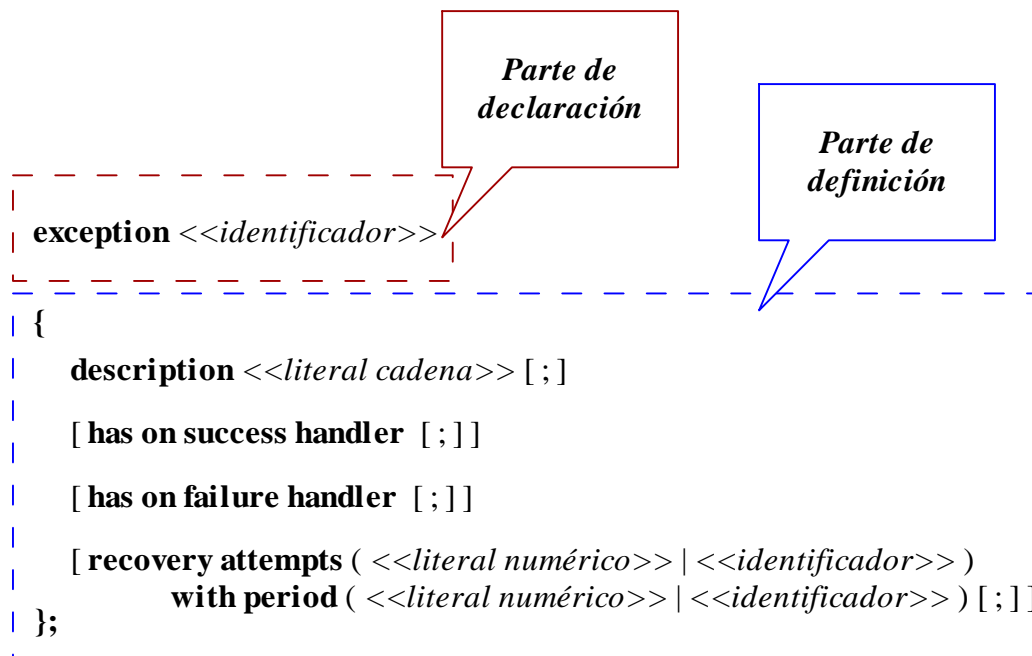 Parte de
declaración
Parte de
definición
exception <<identificador>>
{
description <<literal cadena>> [ ; ]
[ has on success handler [ ; ] ]
[ has on failure handler [ ; ] ]
[ recovery attempts ( <<literal numérico>> | <<identificador>> )
with period ( <<literal numérico>> | <<identificador>> ) [ ; ] ]
};